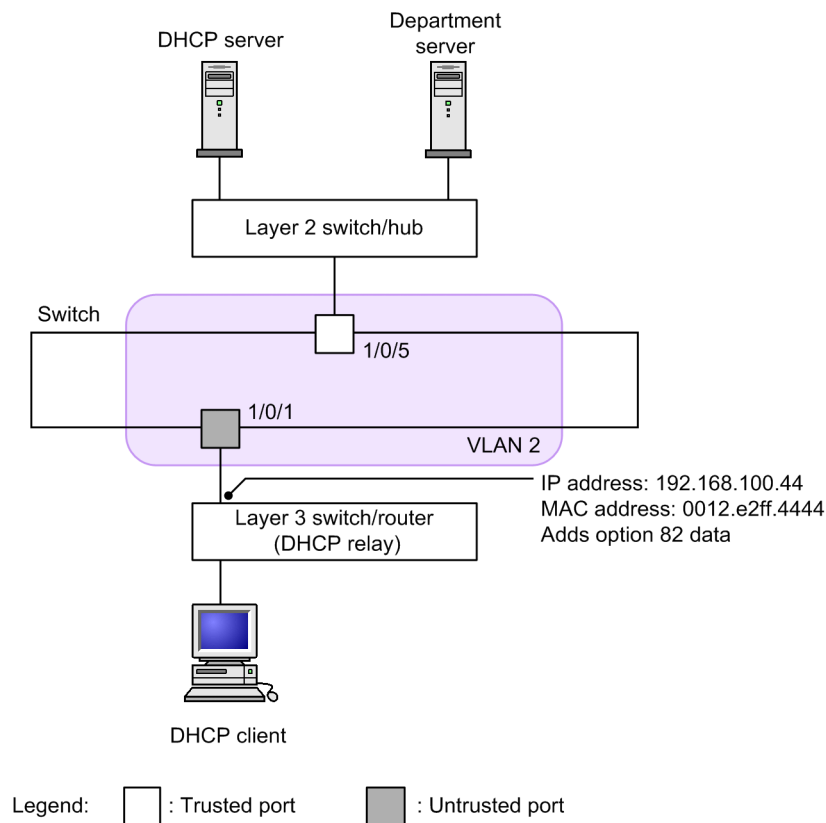 DHCP server
Department
server
Layer 2 switch/hub
Switch
1/0/5
1/0/1
VLAN 2
IP address: 192.168.100.44
MAC address: 0012.e2ff.4444
Adds option 82 data
Layer 3 switch/router
(DHCP relay)
DHCP client
Legend: : Trusted port : Untrusted port